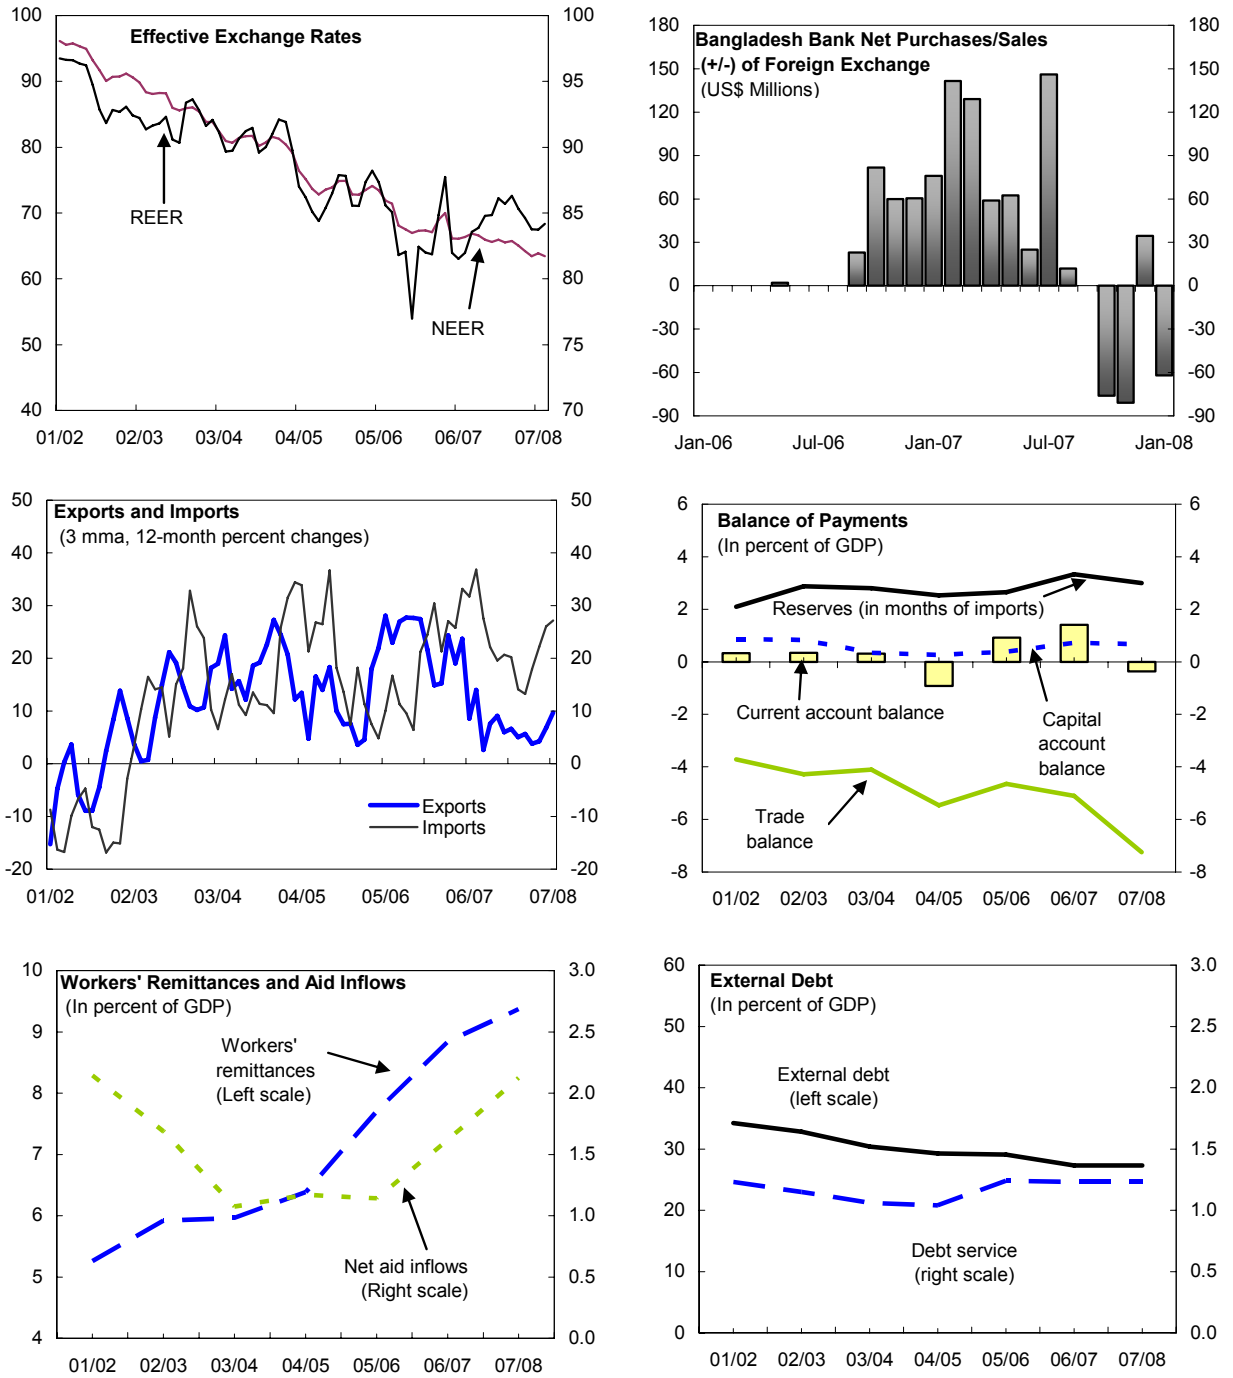 Effective Exchange Rates
100
90
80
70
60
50
40
100
95
90
85
80
75
70
REER
NEER
01/02 02/03 03/04 04/05 05/06 06/07 07/08
Bangladesh Bank Net Purchases/Sales
(+/-) of Foreign Exchange
(US$ Millions)
180
150
120
90
60
30
0
-30
-60
-90
180
150
120
90
60
30
0
-30
-60
-90
Jan-06 Jul-06 Jan-07 Jul-07 Jan-08
Exports and Imports
(3 mma, 12-month percent changes)
50
40
30
20
10
0
-10
-20
50
40
30
20
10
0
-10
-20
Exports
Imports
01/02 02/03 03/04 04/05 05/06 06/07 07/08
Balance of Payments
(In percent of GDP)
6
4
2
0
-2
-4
-6
-8
6
4
2
0
-2
-4
-6
-8
Reserves (in months of imports)
Current account balance
Capital
account
balance
Trade
balance
01/02 02/03 03/04 04/05 05/06 06/07 07/08
Workers' Remittances and Aid Inflows
(In percent of GDP)
10
9
8
7
6
5
4
3.0
2.5
2.0
1.5
1.0
0.5
0.0
Workers'
remittances
(Left scale)
Net aid inflows
(Right scale)
01/02 02/03 03/04 04/05 05/06 06/07 07/08
External Debt
(In percent of GDP)
60
50
40
30
20
10
0
3.0
2.5
2.0
1.5
1.0
0.5
0.0
External debt
(left scale)
Debt service
(right scale)
01/02 02/03 03/04 04/05 05/06 06/07 07/08